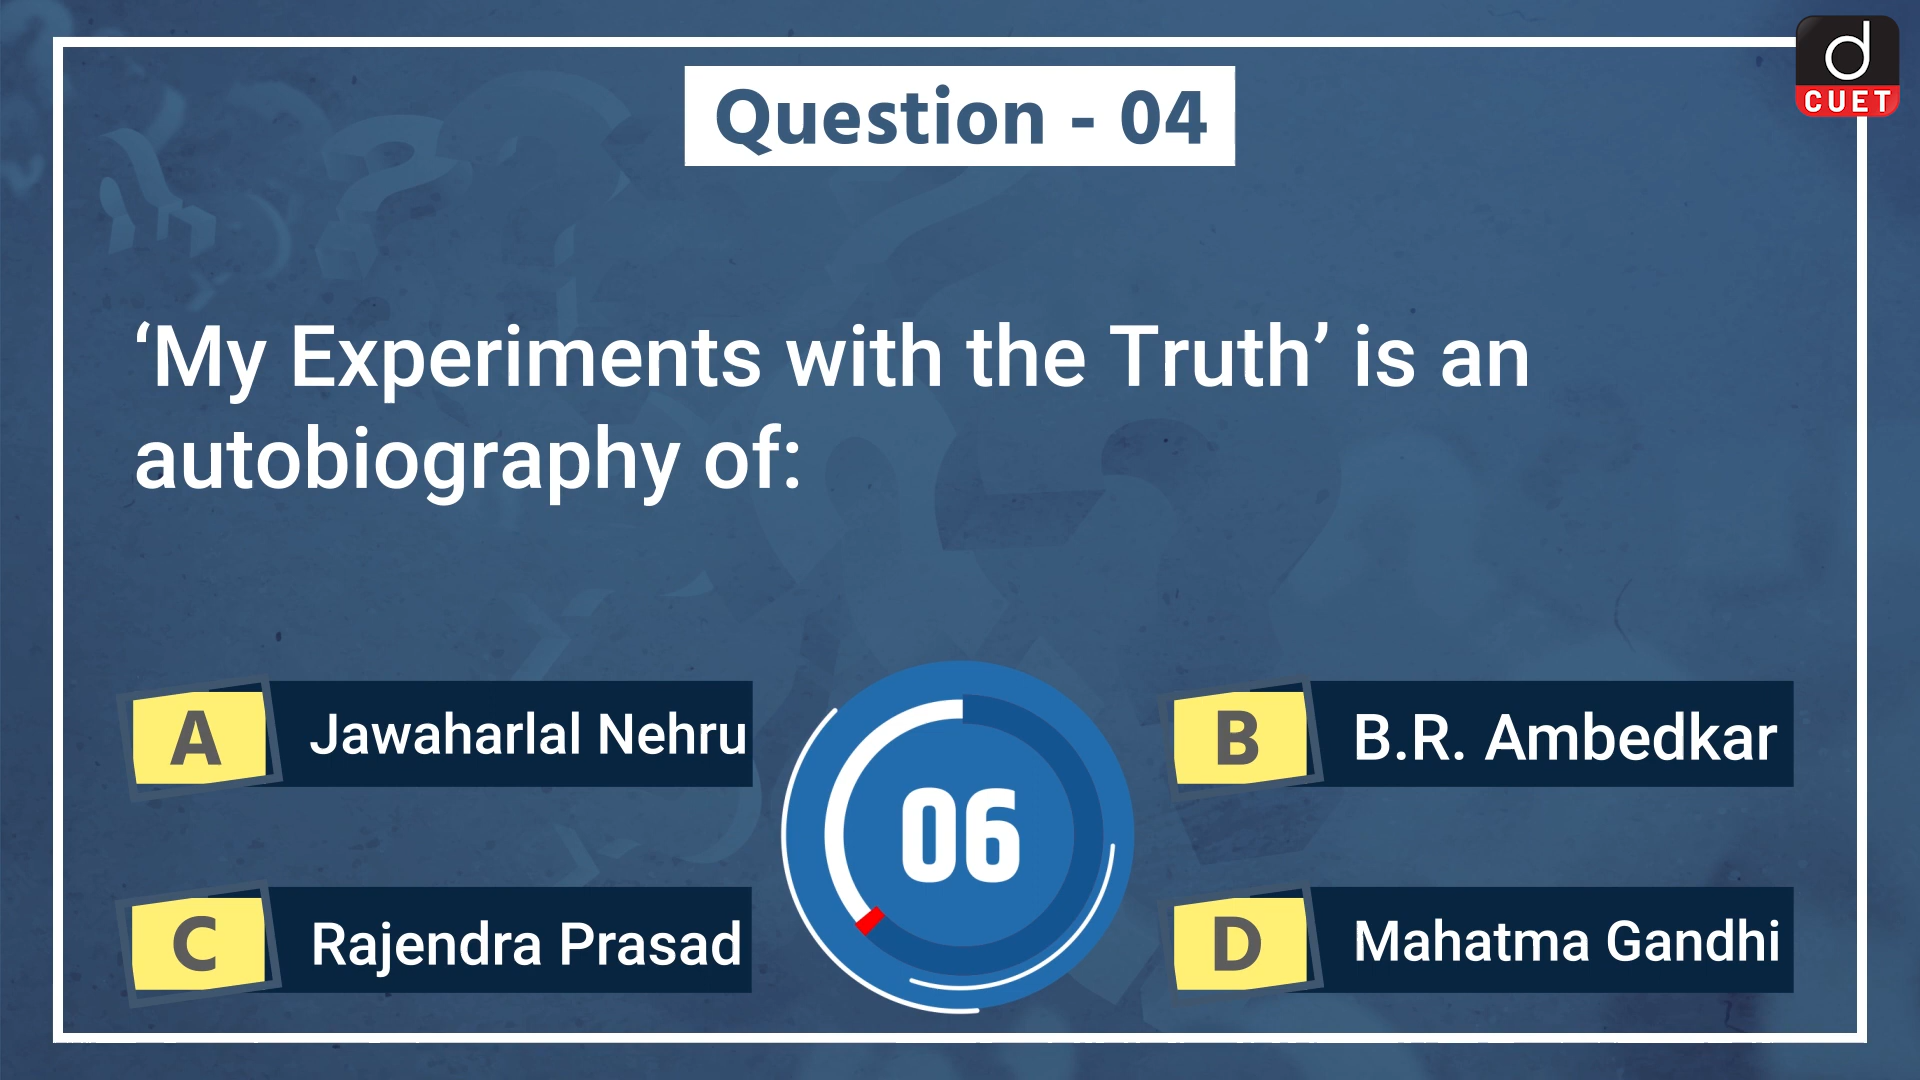 d
CUET
Question - 04
‘My Experiments with the Truth’ is an
autobiography of:
A Jawaharlal Nehru
B B.R. Ambedkar
06
C Rajendra Prasad
D Mahatma Gandhi